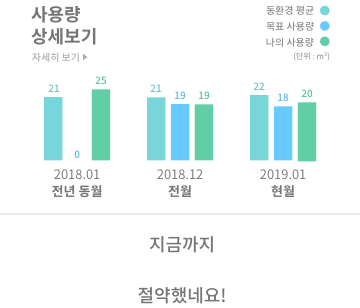 사용량
상세보기
자세히 보기
동환경 평균
목표 사용량
나의 사용량
(단위 : m³)
21 0 25
21 19 19
22 18 20
2018.01 2018.12 2019.01
전년 동월 전월 현월
지금까지
절약했네요!